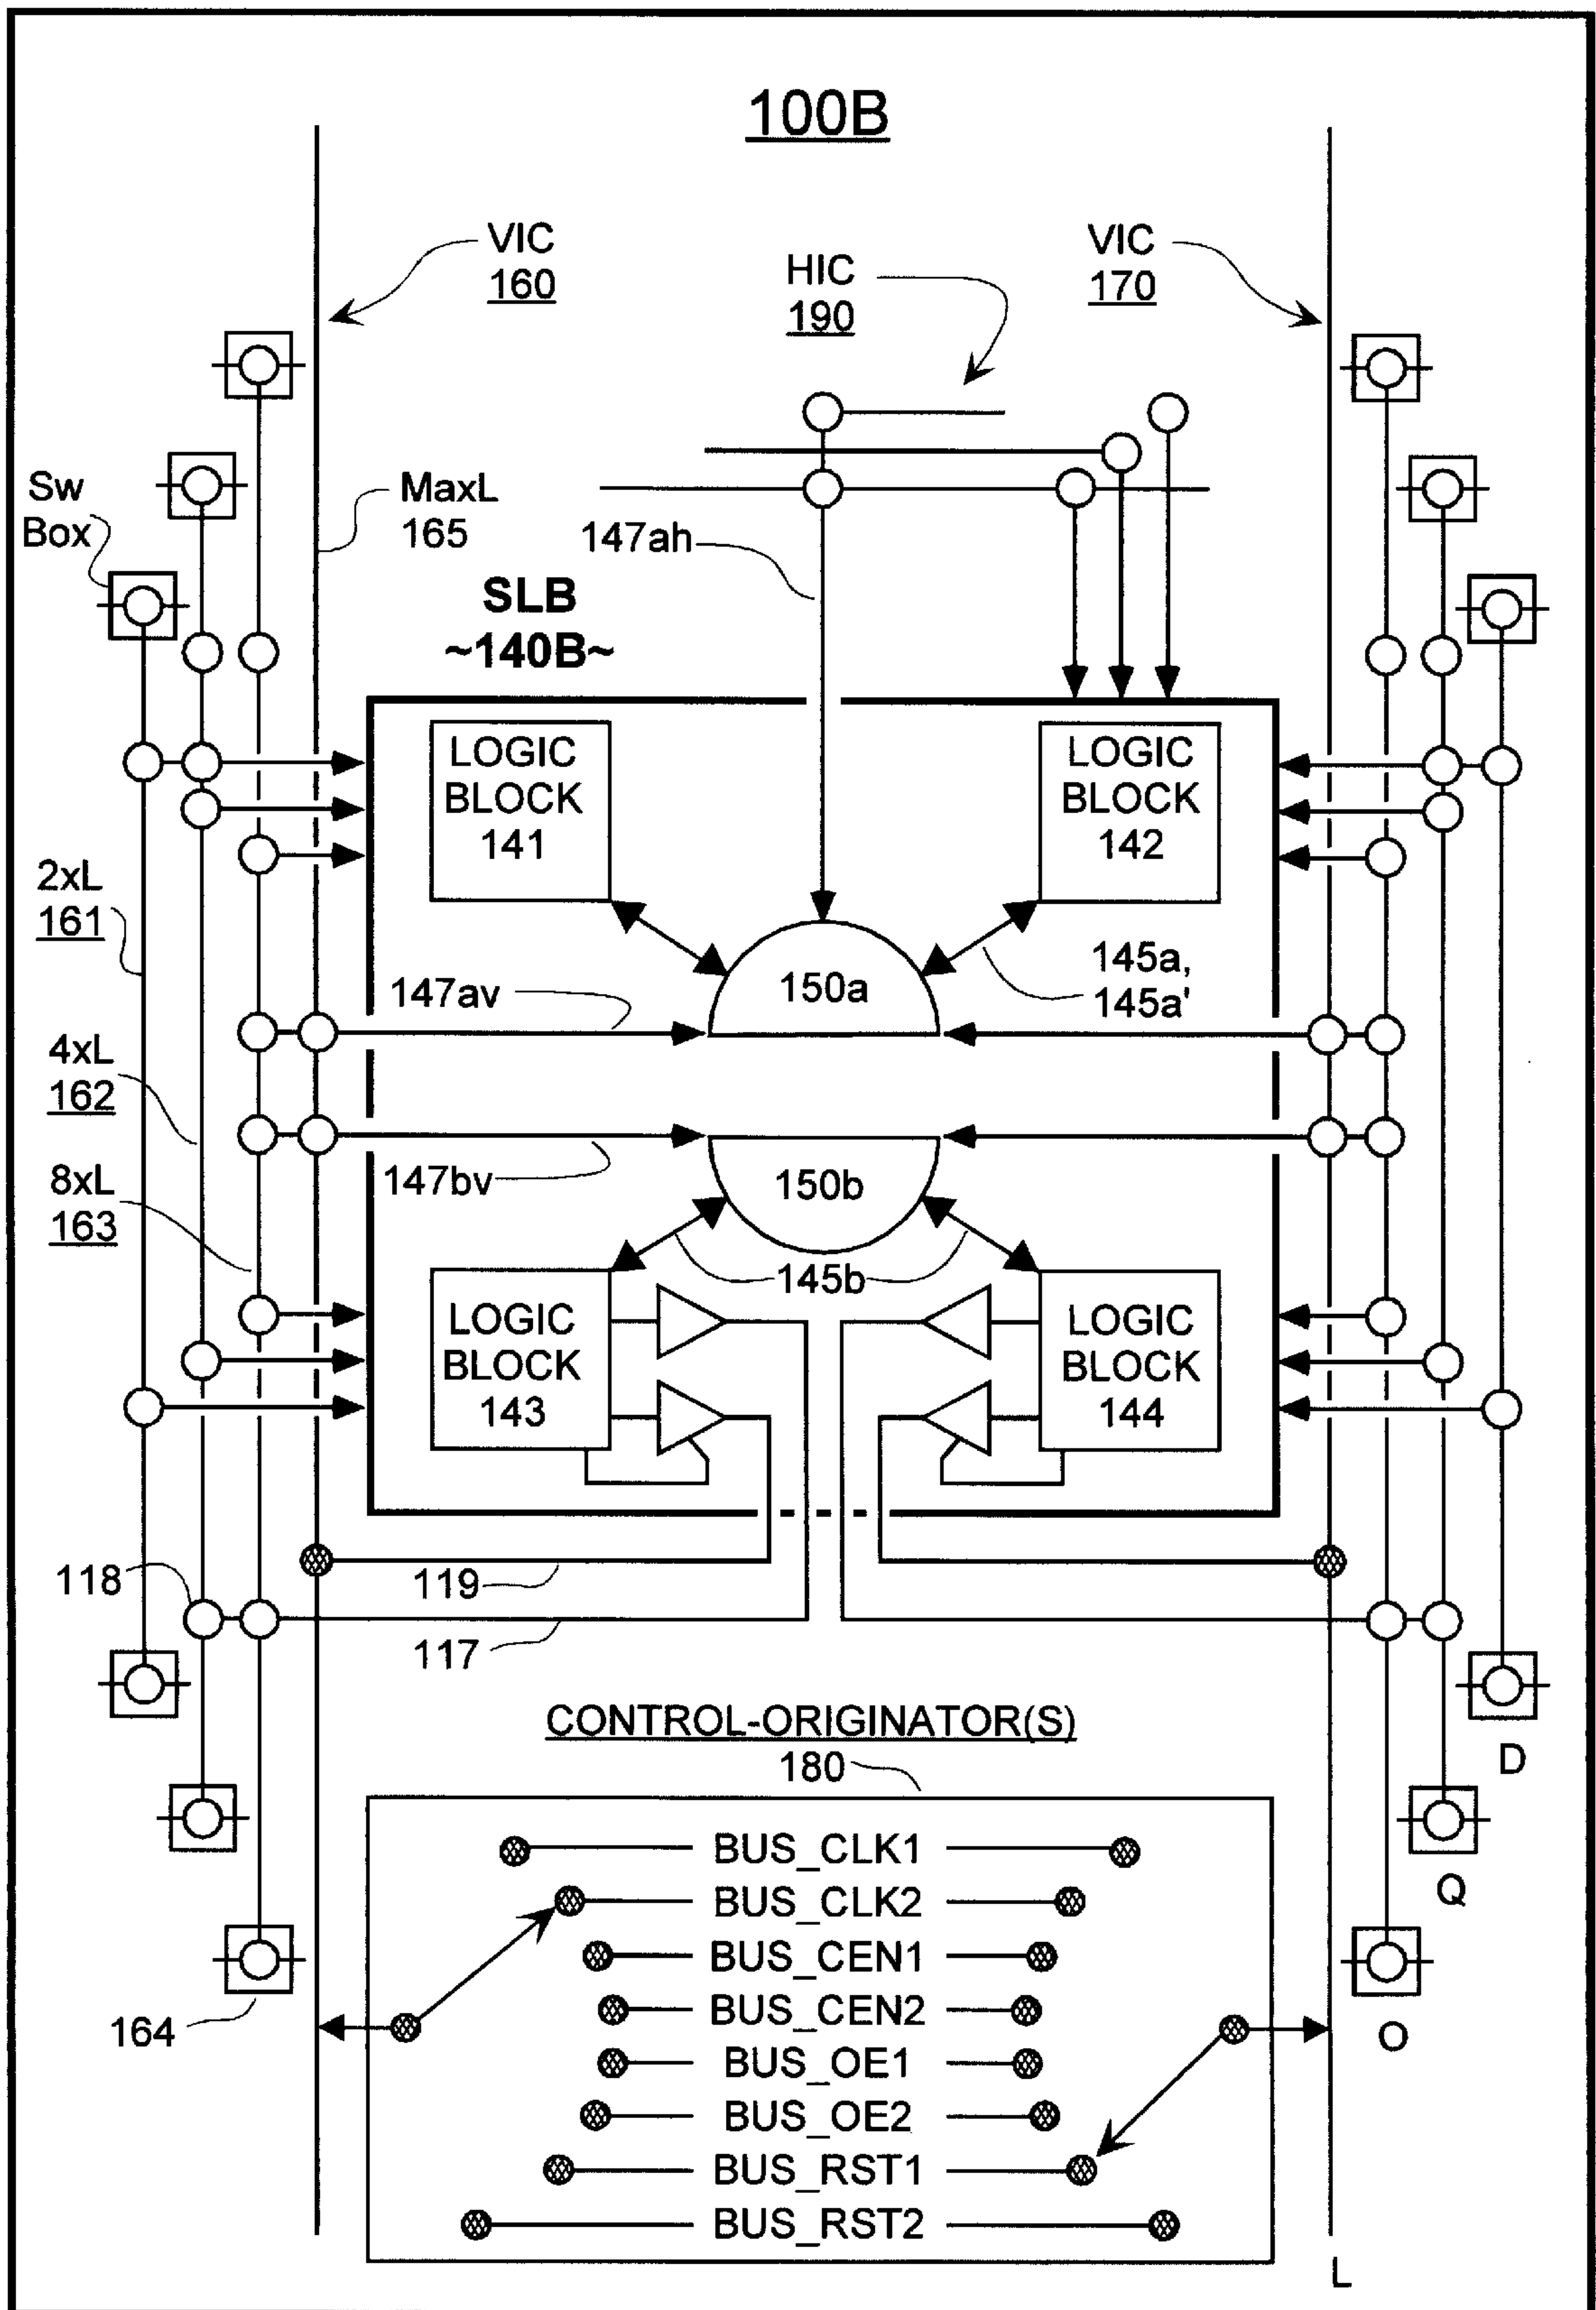 100B
VIC
160
HIC
190
VIC
170
Sw
Box
MaxL
165
147ah
SLB
~140B~
LOGIC
BLOCK
141
LOGIC
BLOCK
142
2xL
161
147av
150a
145a,
145a'
4xL
162
8xL
163
147bv
150b
145b
LOGIC
BLOCK
143
LOGIC
BLOCK
144
118
119
117
CONTROL-ORIGINATOR(S)
180
D
Q
O
L
164
BUS_CLK1
BUS_CLK2
BUS_CEN1
BUS_CEN2
BUS_OE1
BUS_OE2
BUS_RST1
BUS_RST2